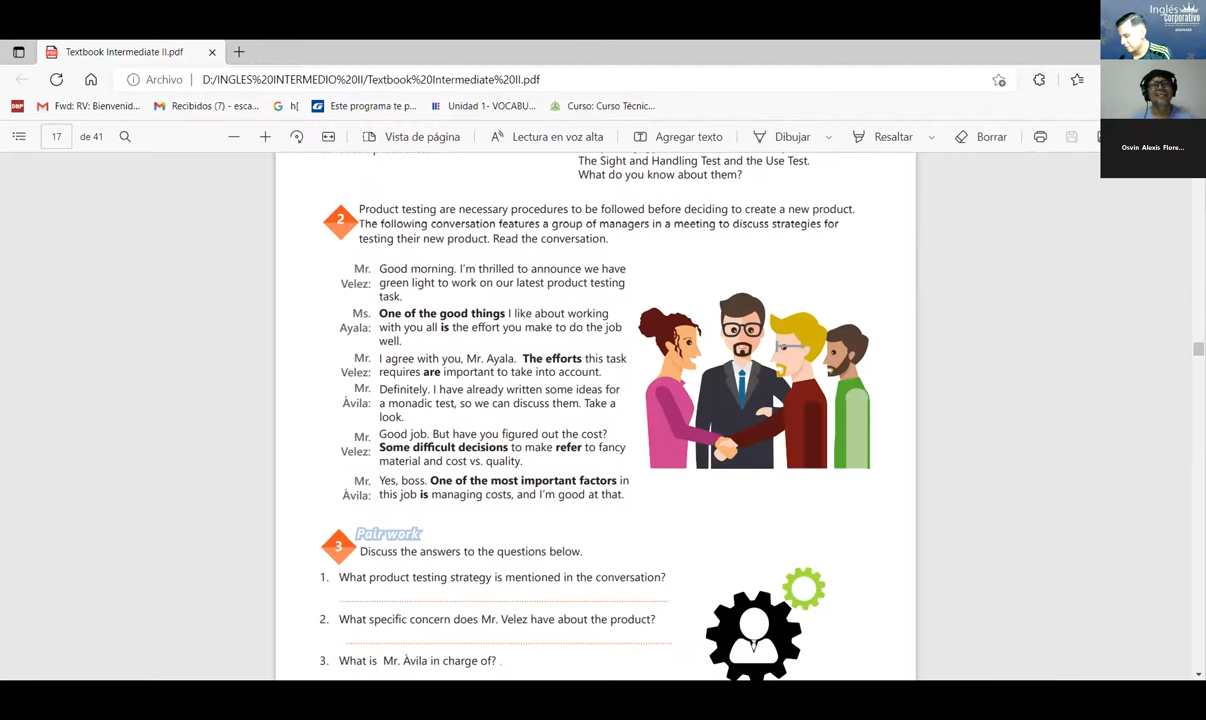 Textbook Intermediate II.pdf
Archivo
D:/INGLES%20INTERMEDIO%20II/Textbook%20Intermediate%20II.pdf
Fwd: RV: Bienvenid...
Recibidos (7) - esca...
h[
Este programa te p...
Unidad 1- VOCABU...
Curso: Curso Técnic...
17 de 41
Vista de página
Lectura en voz alta
Agregar texto
Dibujar
Resaltar
Borrar
Inglés
Corporativo
Osvin Alexis Flore...
The Sight and Handling Test and the Use Test.
What do you know about them?
2
Product testing are necessary procedures to be followed before deciding to create a new product.
The following conversation features a group of managers in a meeting to discuss strategies for
testing their new product. Read the conversation.
Mr. Good morning. I'm thrilled to announce we have
Velez: green light to work on our latest product testing
task.
Ms. One of the good things I like about working
Ayala: with you all is the effort you make to do the job
well.
Mr. I agree with you, Mr. Ayala. The efforts this task
Velez: requires are important to take into account.
Mr. Definitely. I have already written some ideas for
Ávila: a monadic test, so we can discuss them. Take a
look.
Mr. Good job. But have you figured out the cost?
Velez: Some difficult decisions to make refer to fancy
material and cost vs. quality.
Mr. Yes, boss. One of the most important factors in
Ávila: this job is managing costs, and I'm good at that.
Pair work
3
Discuss the answers to the questions below.
1. What product testing strategy is mentioned in the conversation?
2. What specific concern does Mr. Velez have about the product?
3. What is Mr. Ávila in charge of?